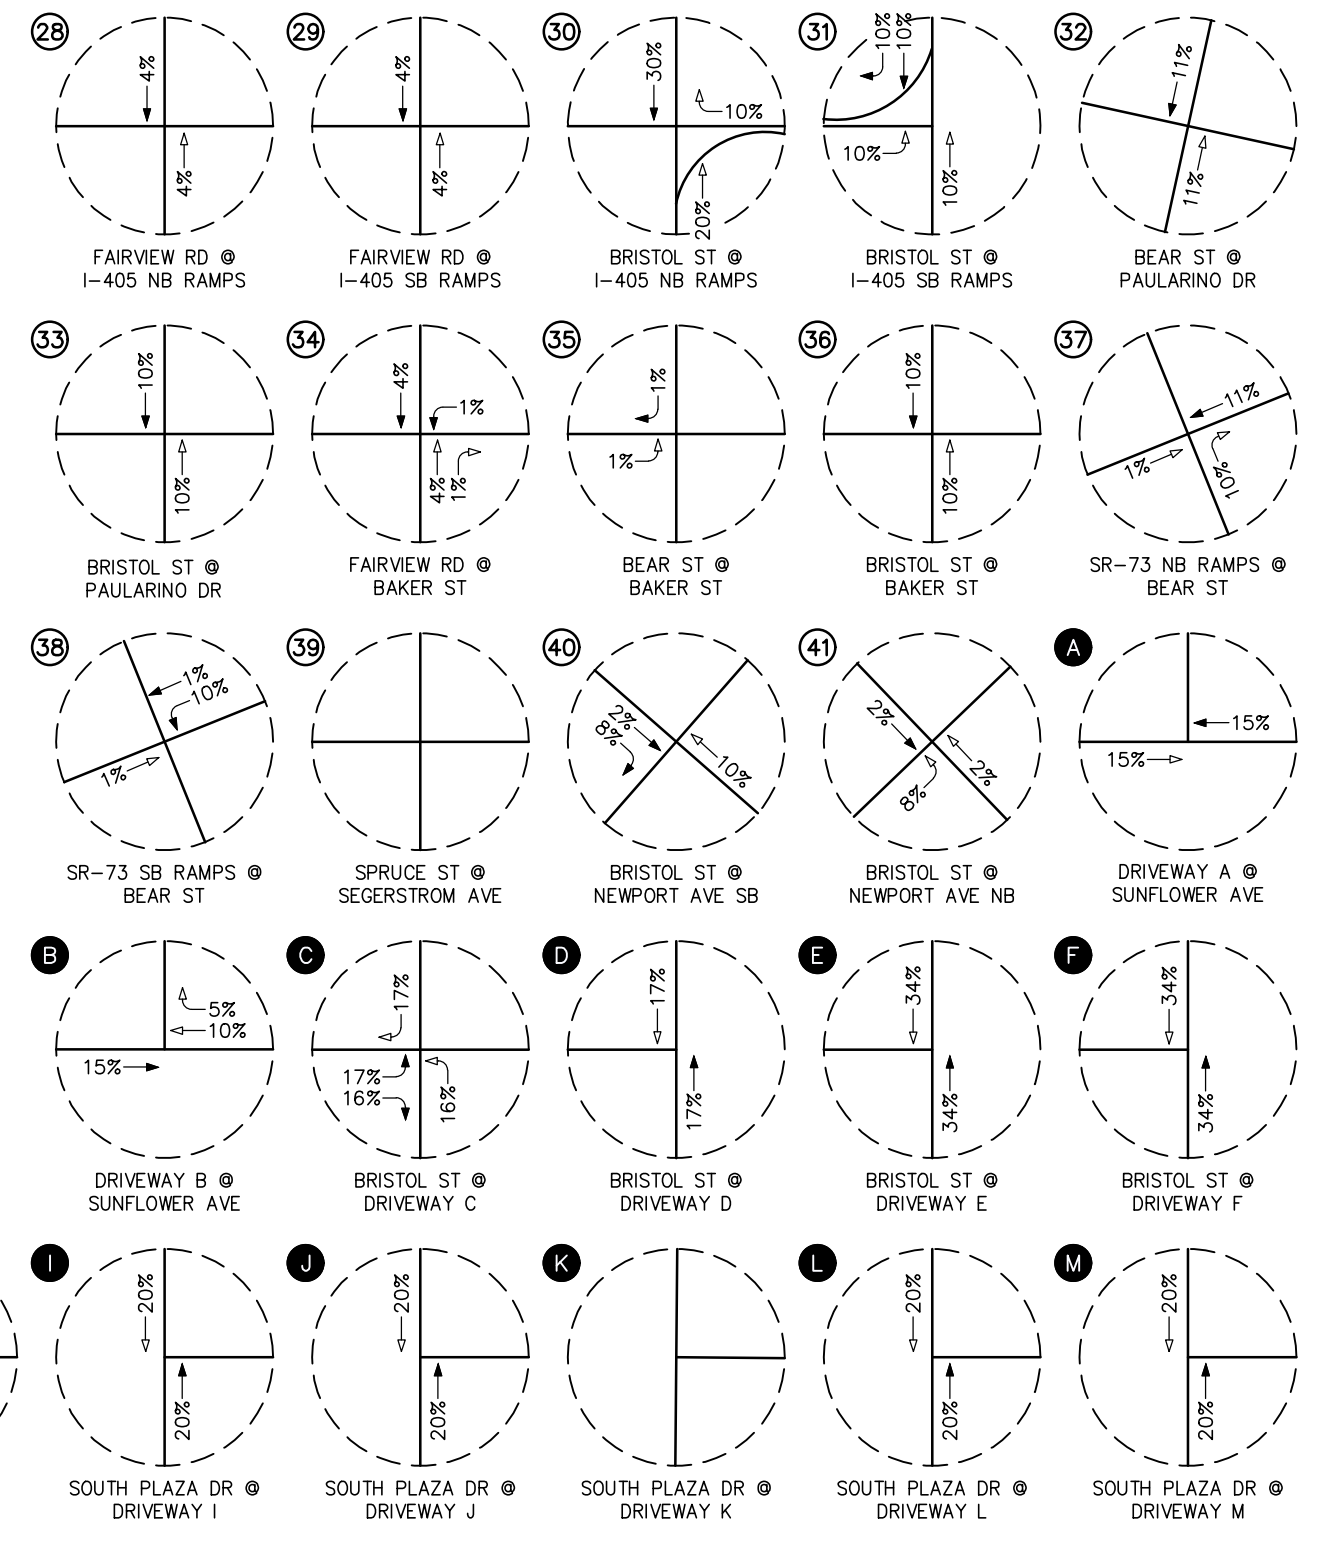 28
4%
4%
FAIRVIEW RD @
I-405 NB RAMPS
29
4%
4%
FAIRVIEW RD @
I-405 SB RAMPS
30
30%
10%
20%
BRISTOL ST @
I-405 NB RAMPS
31
10%
10%
10%
10%
BRISTOL ST @
I-405 SB RAMPS
32
11%
11%
BEAR ST @
PAULARINO DR
33
10%
10%
BRISTOL ST @
PAULARINO DR
34
4%
1%
4%
1%
FAIRVIEW RD @
BAKER ST
35
1%
1%
BEAR ST @
BAKER ST
36
10%
10%
BRISTOL ST @
BAKER ST
37
11%
1%
10%
SR-73 NB RAMPS @
BEAR ST
38
1%
10%
1%
SR-73 SB RAMPS @
BEAR ST
39
SPRUCE ST @
SEGERSTROM AVE
40
2%
8%
10%
BRISTOL ST @
NEWPORT AVE SB
41
2%
2%
8%
BRISTOL ST @
NEWPORT AVE NB
A
15%
15%
DRIVEWAY A @
SUNFLOWER AVE
B
5%
10%
15%
DRIVEWAY B @
SUNFLOWER AVE
C
17%
17%
16%
16%
BRISTOL ST @
DRIVEWAY C
D
17%
17%
BRISTOL ST @
DRIVEWAY D
E
34%
34%
BRISTOL ST @
DRIVEWAY E
F
34%
34%
BRISTOL ST @
DRIVEWAY F
I
20%
20%
SOUTH PLAZA DR @
DRIVEWAY I
J
20%
20%
SOUTH PLAZA DR @
DRIVEWAY J
K
SOUTH PLAZA DR @
DRIVEWAY K
L
20%
20%
SOUTH PLAZA DR @
DRIVEWAY L
M
20%
20%
SOUTH PLAZA DR @
DRIVEWAY M